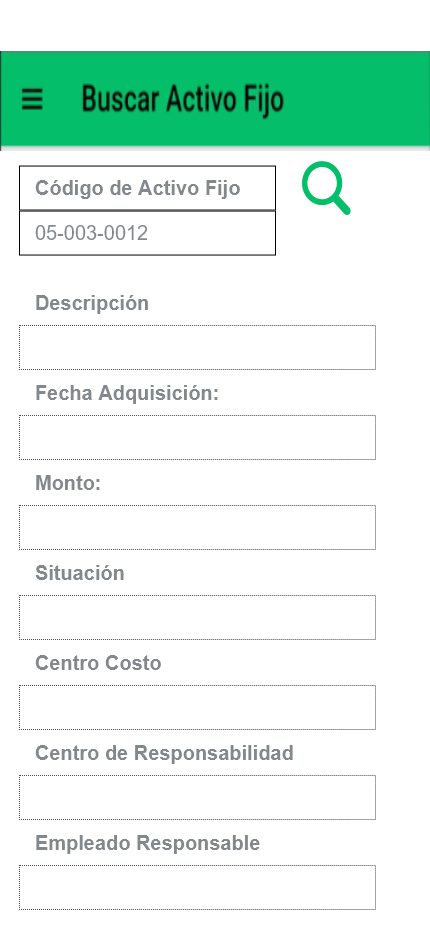 Buscar Activo Fijo
Código de Activo Fijo
05-003-0012
Descripción
Fecha Adquisición:
Monto:
Situación
Centro Costo
Centro de Responsabilidad
Empleado Responsable